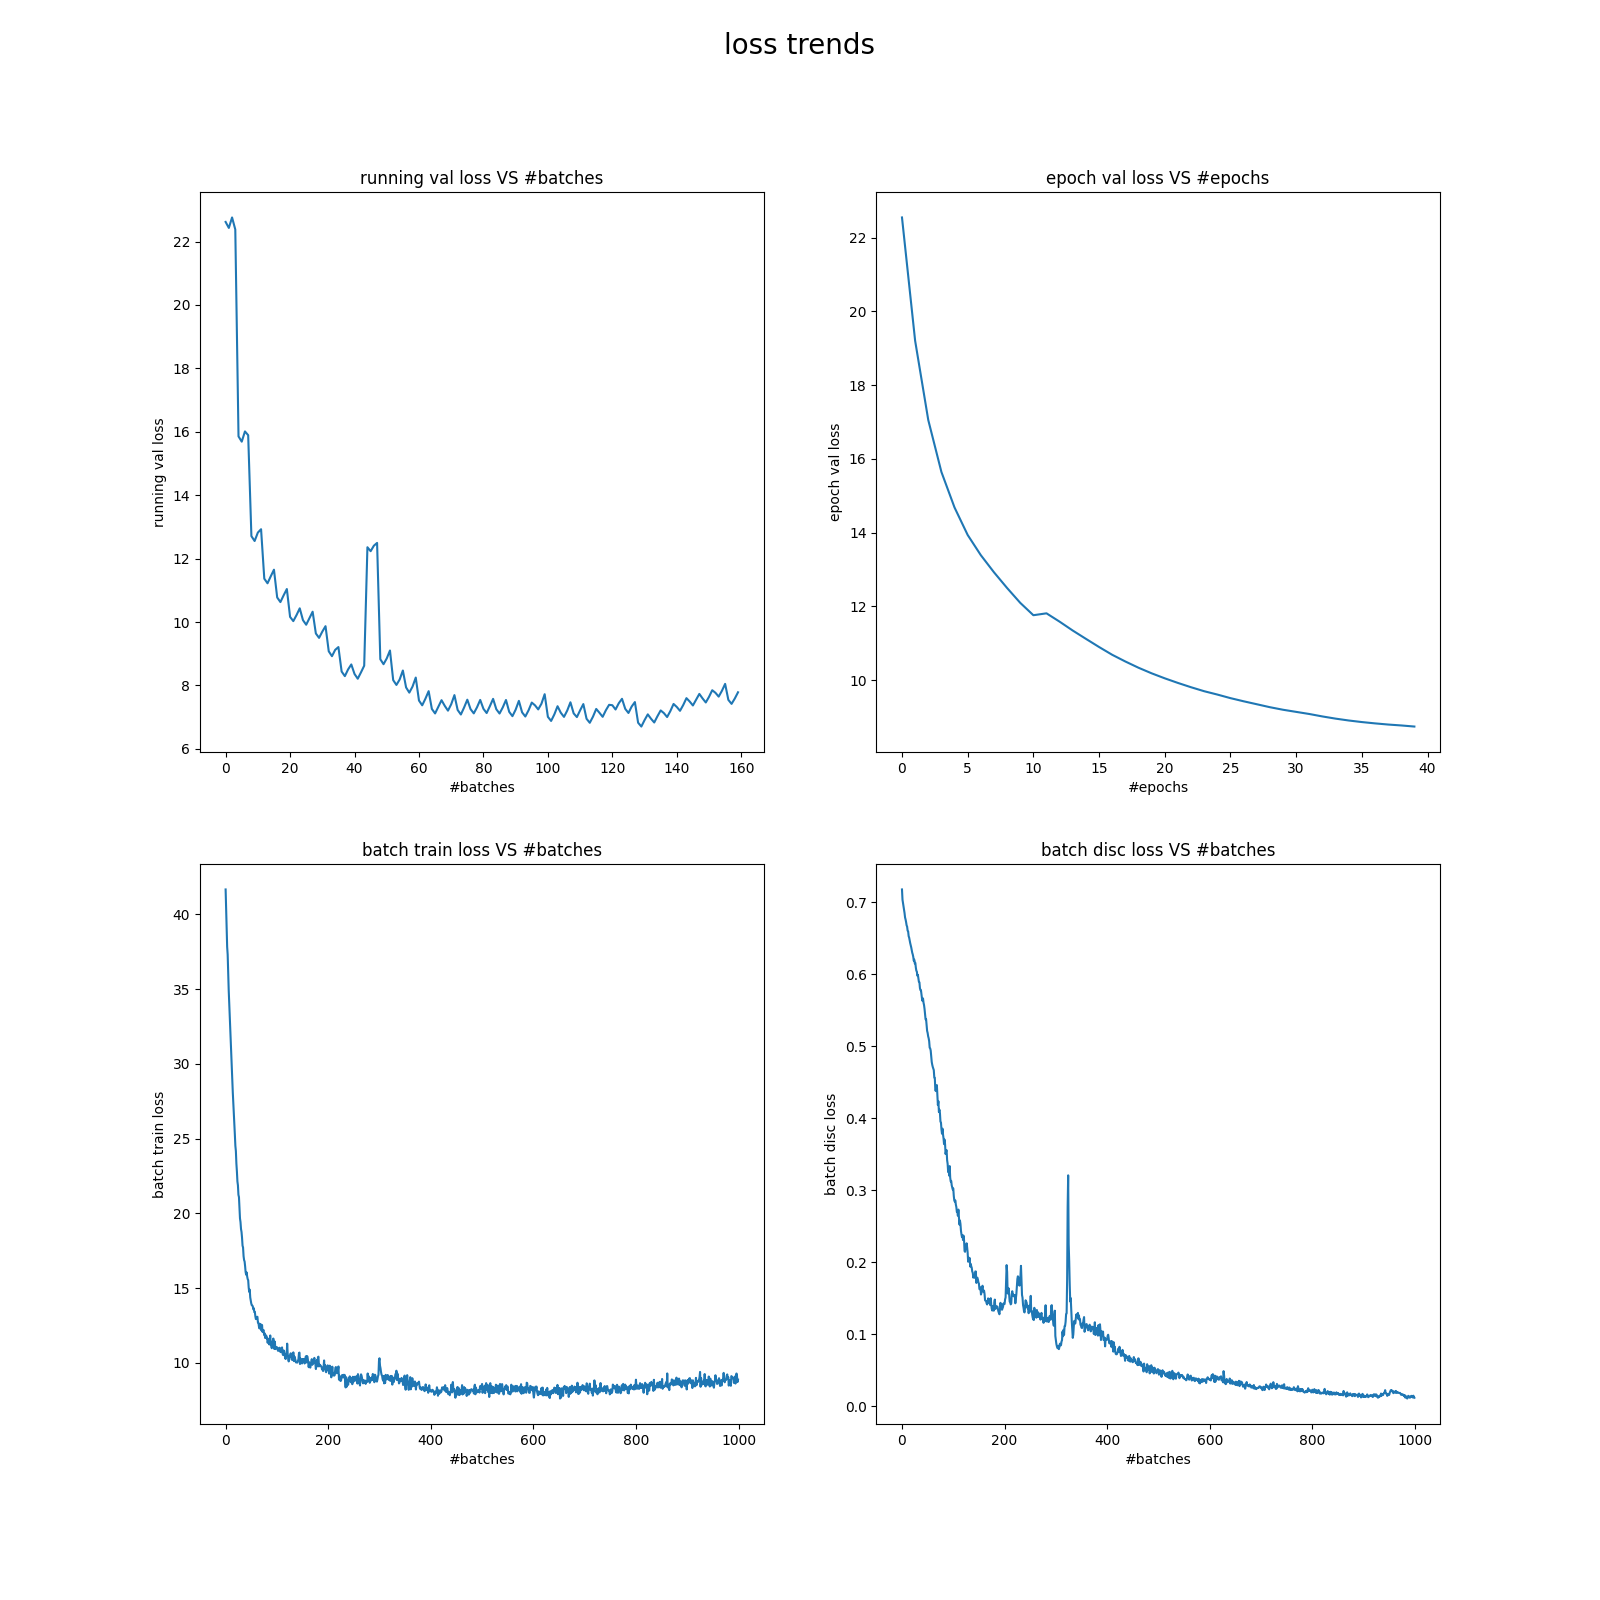 loss trends
running val loss VS #batches
epoch val loss VS #epochs
22
20
18
16
14
12
10
8
6
running val loss
0 20 40 60 80 100 120 140 160
#batches
22
20
18
16
14
12
10
epoch val loss
0 5 10 15 20 25 30 35 40
#epochs
batch train loss VS #batches
batch disc loss VS #batches
40
35
30
25
20
15
10
batch train loss
0 200 400 600 800 1000
#batches
0.7
0.6
0.5
0.4
0.3
0.2
0.1
0.0
batch disc loss
0 200 400 600 800 1000
#batches